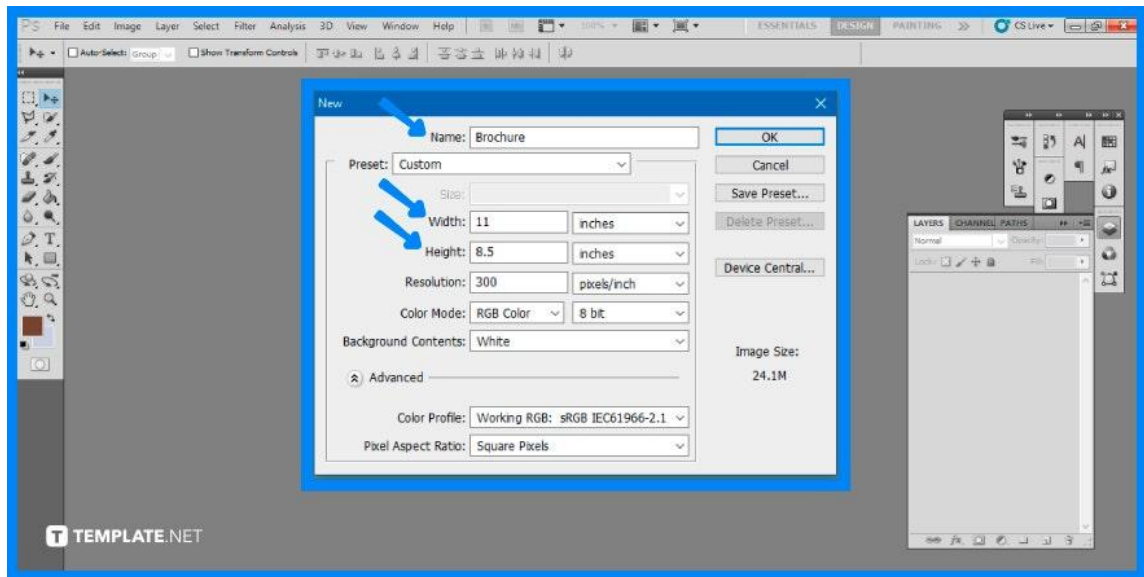 PS File Edit Image Layer Select Filter Analysis 3D View Window Help 100% ESSENTIALS DESIGN PAINTING >> CS Live
Auto-Select: Group Show Transform Controls
New
Name: Brochure OK
Preset: Custom Cancel
Size: Save Preset...
Width: 11 inches Delete Preset...
Height: 8.5 inches
Device Central...
Resolution: 300 pixels/inch
Color Mode: RGB Color 8 bit
Background Contents: White
Image Size:
24.1M
Advanced
Color Profile: Working RGB: sRGB IEC61966-2.1
Pixel Aspect Ratio: Square Pixels
LAYERS CHANNEL PATHS
Normal Opacity:
Lock: Fill:
T TEMPLATE.NET